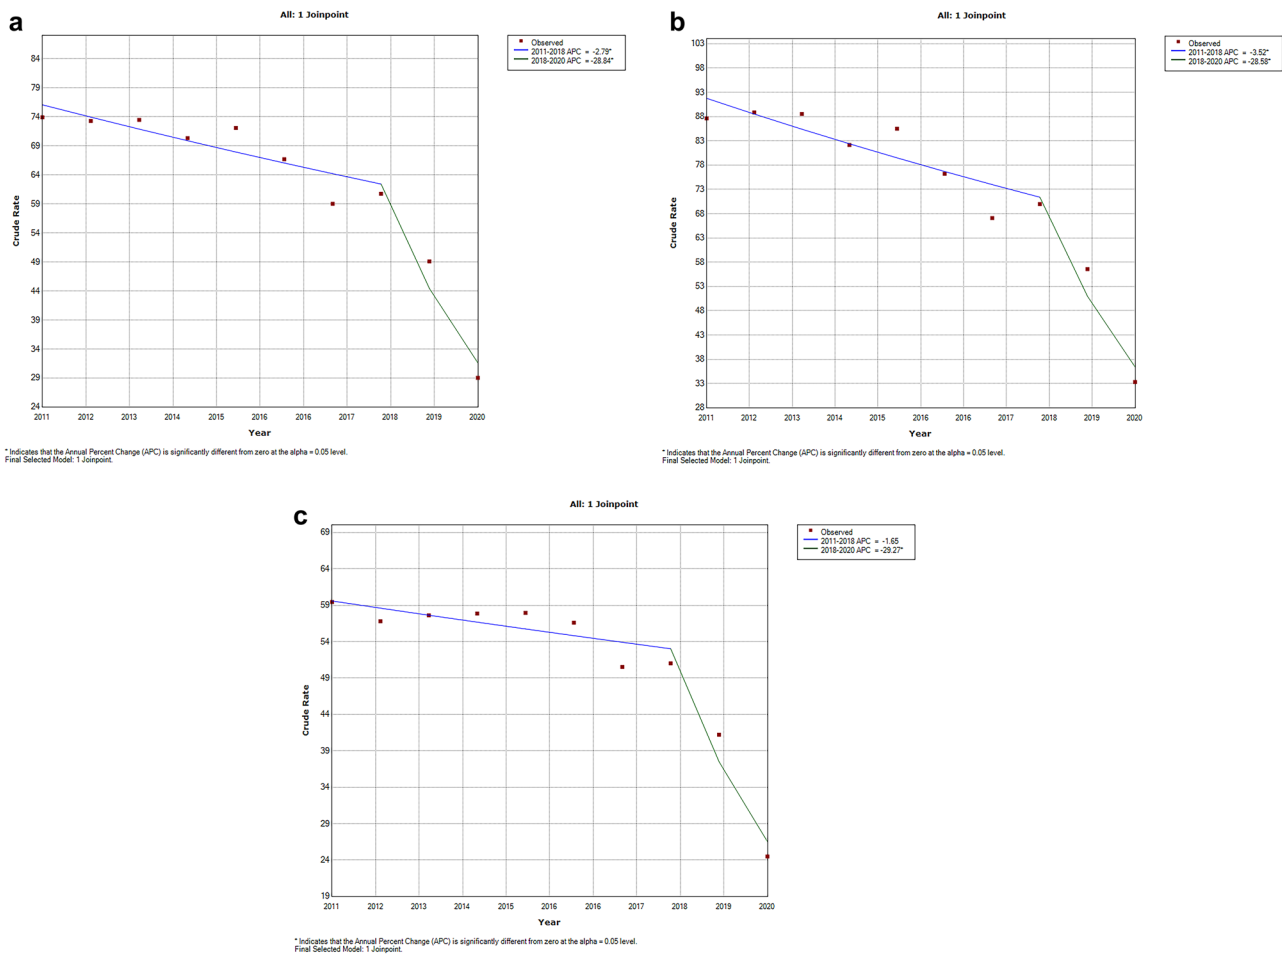 a
All: 1 Joinpoint
Observed
2011-2018 APC = -2.79*
2018-2020 APC = -28.84*
84
79
74
69
64
59
54
49
44
39
34
29
24
Crude Rate
2011 2012 2013 2014 2015 2016 2016 2017 2018 2019 2020
Year
* Indicates that the Annual Percent Change (APC) is significantly different from zero at the alpha = 0.05 level.
Final Selected Model: 1 Joinpoint.
b
All: 1 Joinpoint
Observed
2011-2018 APC = -3.52*
2018-2020 APC = -28.58*
103
98
93
88
83
78
73
68
63
58
53
48
43
38
33
28
Crude Rate
2011 2012 2013 2014 2015 2016 2016 2017 2018 2019 2020
Year
* Indicates that the Annual Percent Change (APC) is significantly different from zero at the alpha = 0.05 level.
Final Selected Model: 1 Joinpoint.
c
All: 1 Joinpoint
Observed
2011-2018 APC = -1.65
2018-2020 APC = -29.27*
69
64
59
54
49
44
39
34
29
24
19
Crude Rate
2011 2012 2013 2014 2015 2016 2016 2017 2018 2019 2020
Year
* Indicates that the Annual Percent Change (APC) is significantly different from zero at the alpha = 0.05 level.
Final Selected Model: 1 Joinpoint.